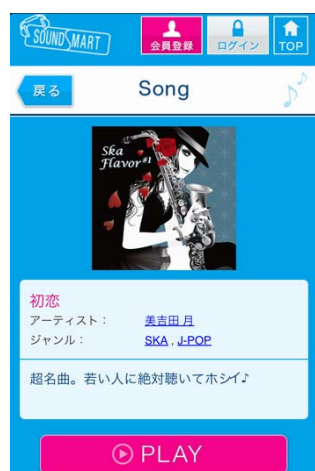 SOUND SMART
会員登録
ログイン
TOP
戻る
Song
Ska
Flavor #1
初恋
アーティスト： 美吉田 月
ジャンル： SKA , J-POP
超名曲。若い人に絶対聴いてホシイ♪
PLAY